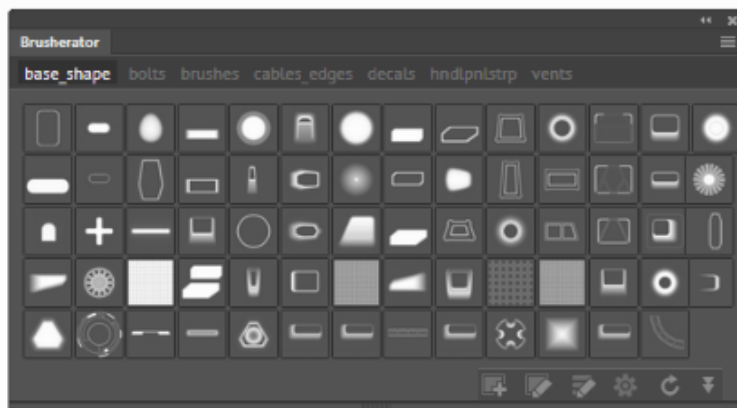 Brusherator
base_shape bolts brushes cables_edges decals hndlpnlstrp vents